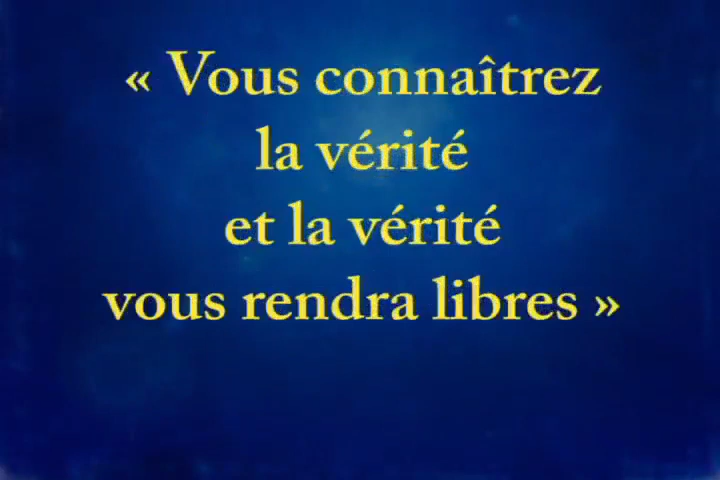 « Vous connaîtrez
la vérité
et la vérité
vous rendra libres »